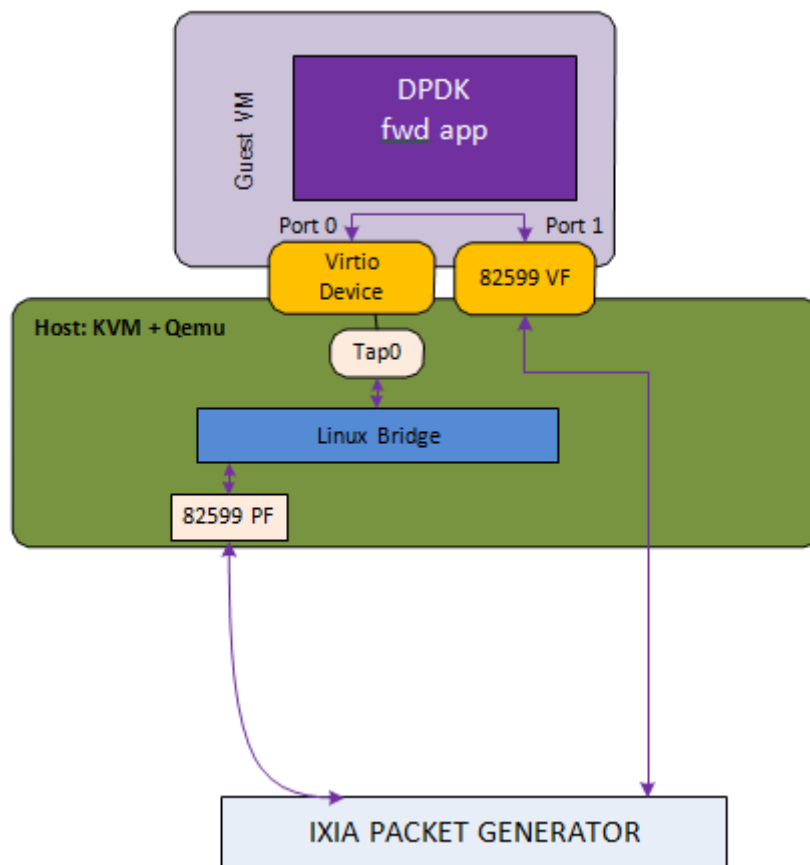 DPDK
fwd app
Guest VM
Port 0
Port 1
Virtio
Device
82599 VF
Host: KVM + Qemu
Tap0
Linux Bridge
82599 PF
IXIA PACKET GENERATOR